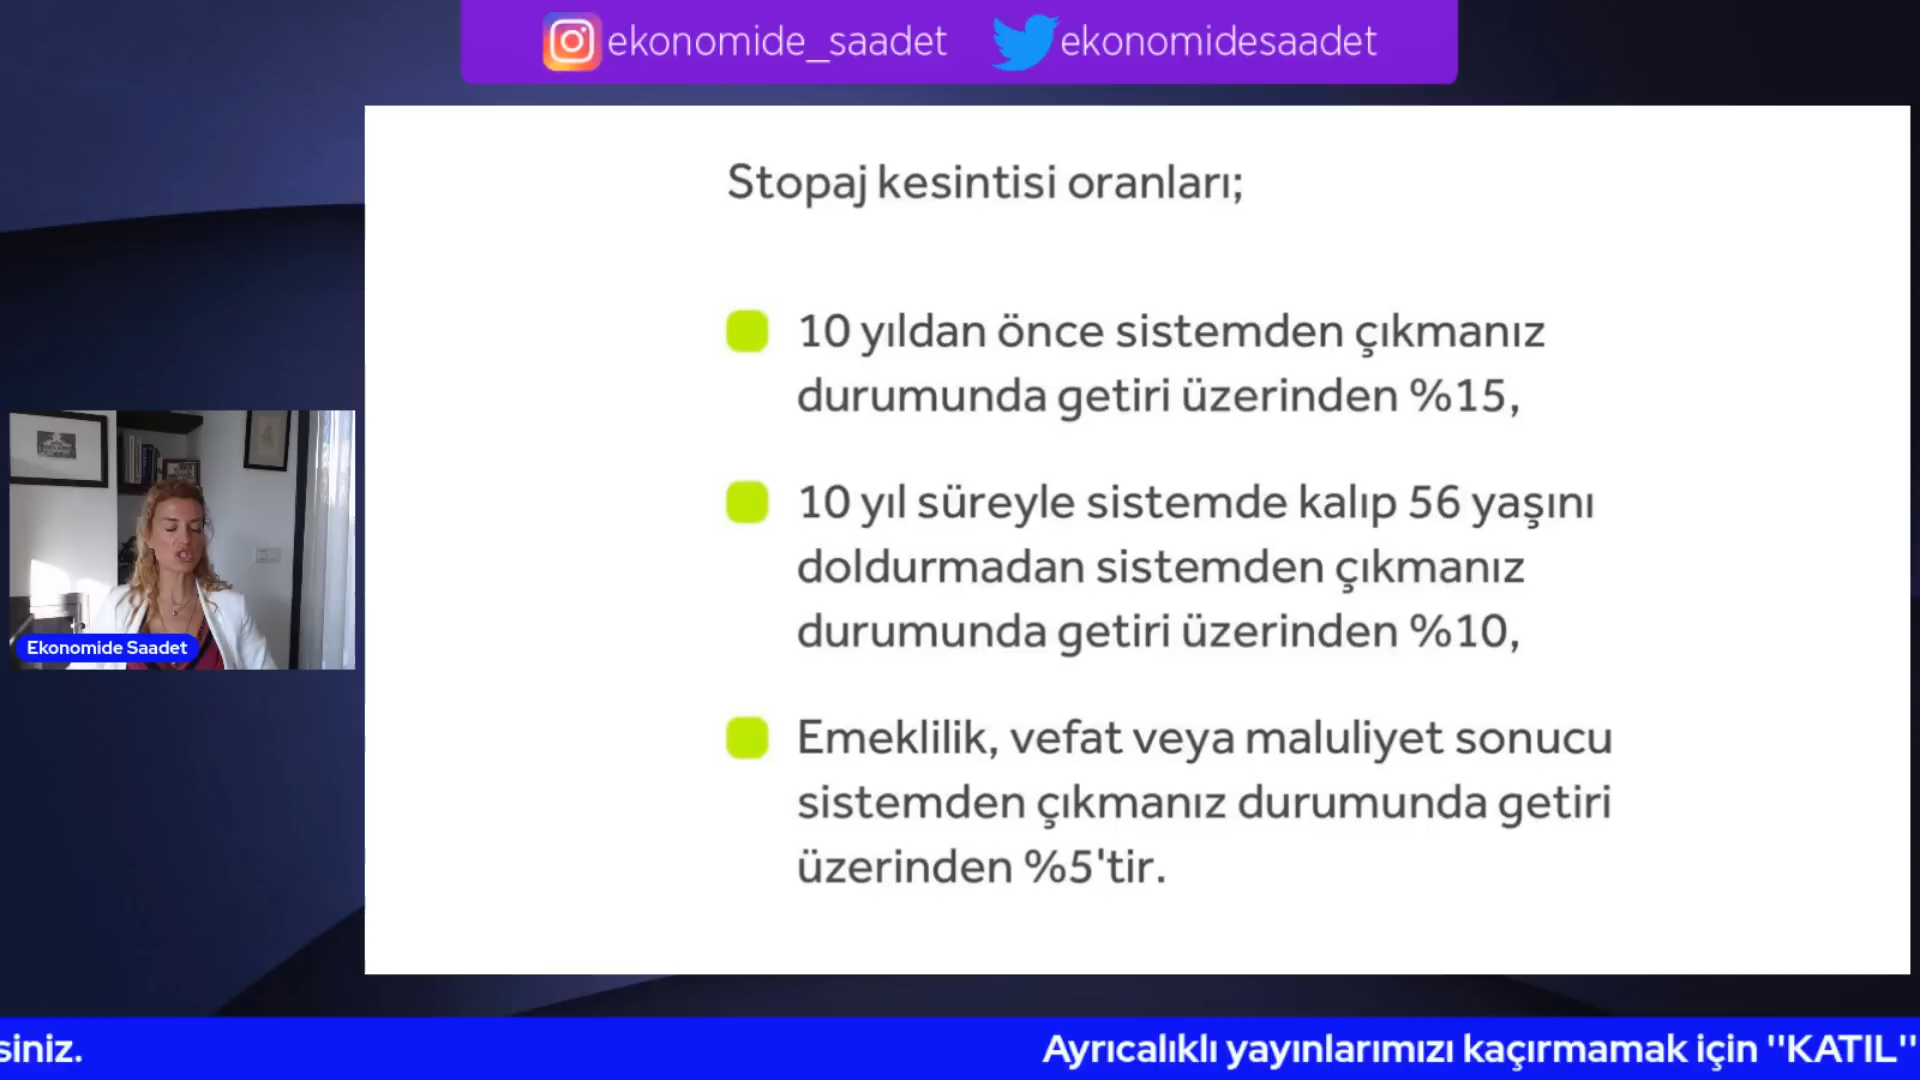 ekonomide_saadet ekonomidesaadet
Stopaj kesintisi oranları;
10 yıldan önce sistemden çıkmanız
durumunda getiri üzerinden %15,
10 yıl süreyle sistemde kalıp 56 yaşını
doldurmadan sistemden çıkmanız
durumunda getiri üzerinden %10,
Emeklilik, vefat veya maluliyet sonucu
sistemden çıkmanız durumunda getiri
üzerinden %5'tir.
Ekonomide Saadet
siniz. Ayrıcalıklı yayınlarımızı kaçırmamak için "KATIL"